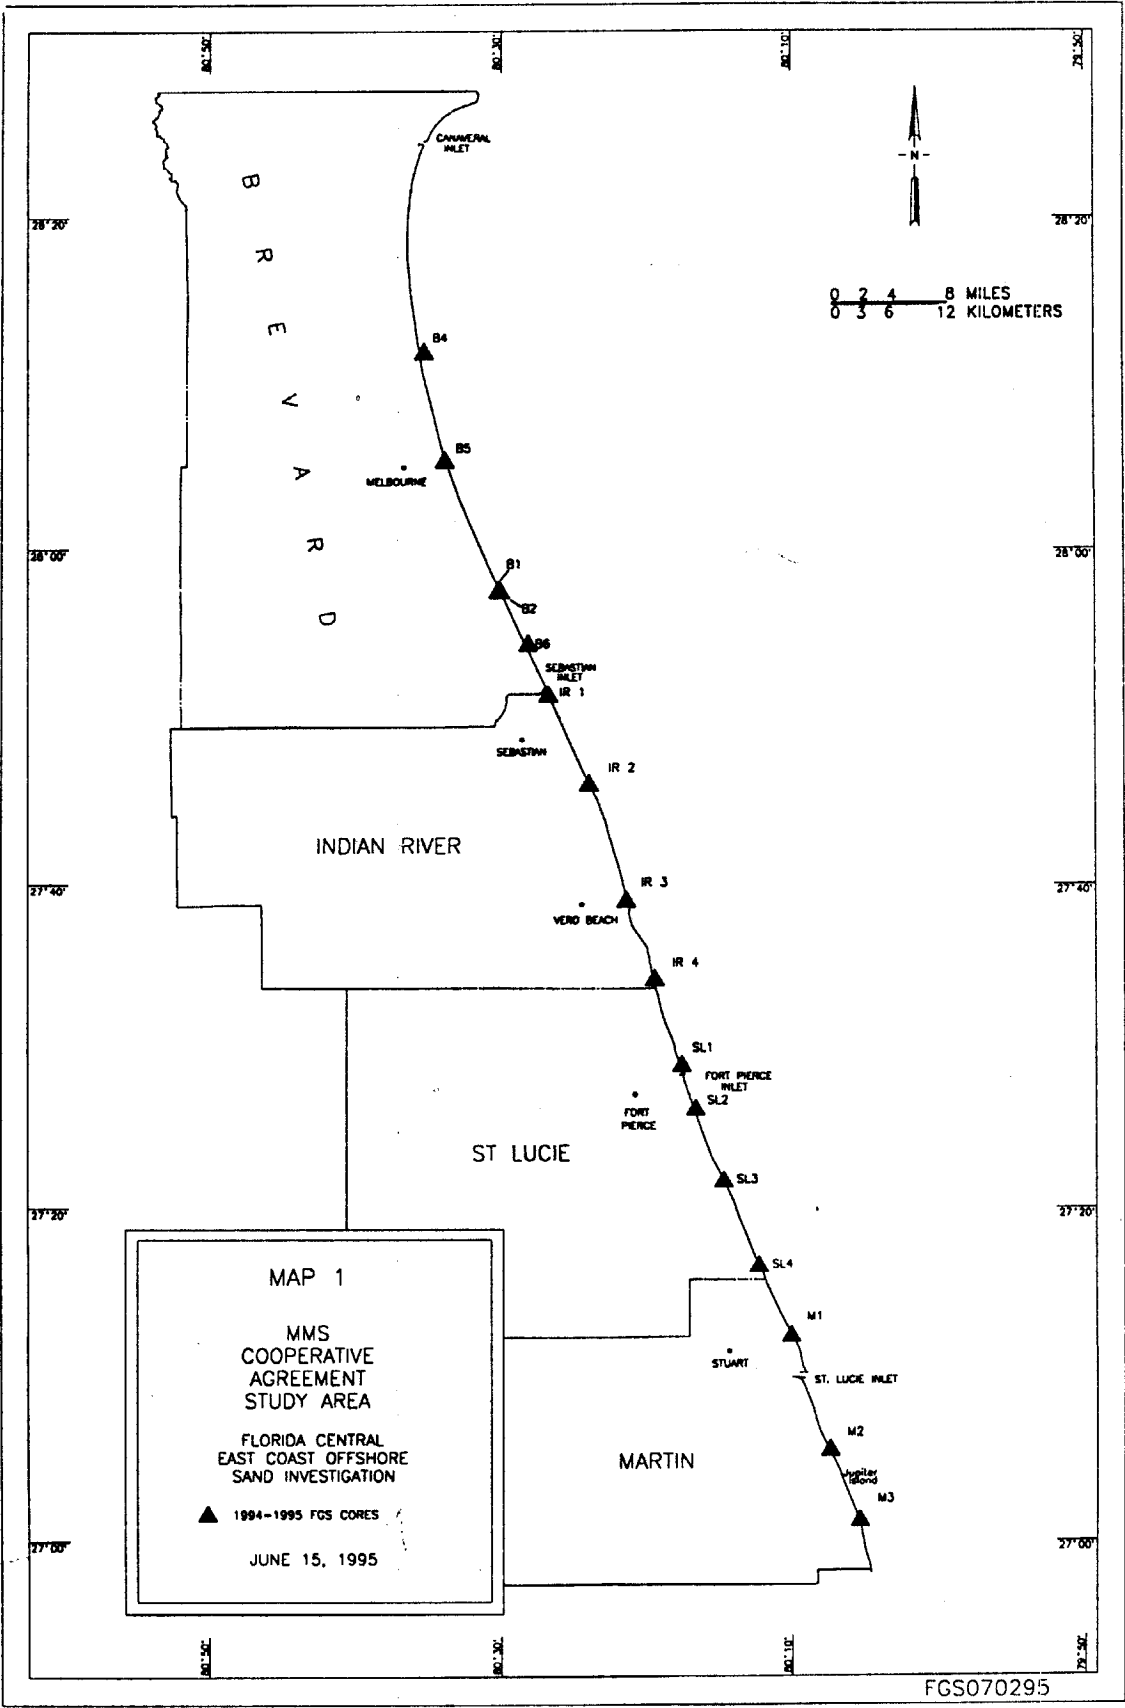 80°50'
80°30'
80°10'
79°50'
CANAVERAL
INLET
N
BREVARD
28°20'
28°20'
0 2 4 8 MILES
0 3 6 12 KILOMETERS
B4
B5
MELBOURNE
28°00'
28°00'
B1
B2
B6
SEBASTIAN
INLET
IR 1
SEBASTIAN
IR 2
INDIAN RIVER
27°40'
27°40'
IR 3
VERO BEACH
IR 4
SL1
FORT PIERCE
INLET
SL2
FORT
PIERCE
ST LUCIE
SL3
27°20'
27°20'
SL4
MAP 1
M1
MMS
COOPERATIVE
AGREEMENT
STUDY AREA
STUART
ST. LUCIE INLET
FLORIDA CENTRAL
EAST COAST OFFSHORE
SAND INVESTIGATION
M2
MARTIN
Jupiter
Island
M3
1994-1995 FGS CORES
27°00'
27°00'
JUNE 15, 1995
80°50'
80°30'
80°10'
79°50'
FGS070295